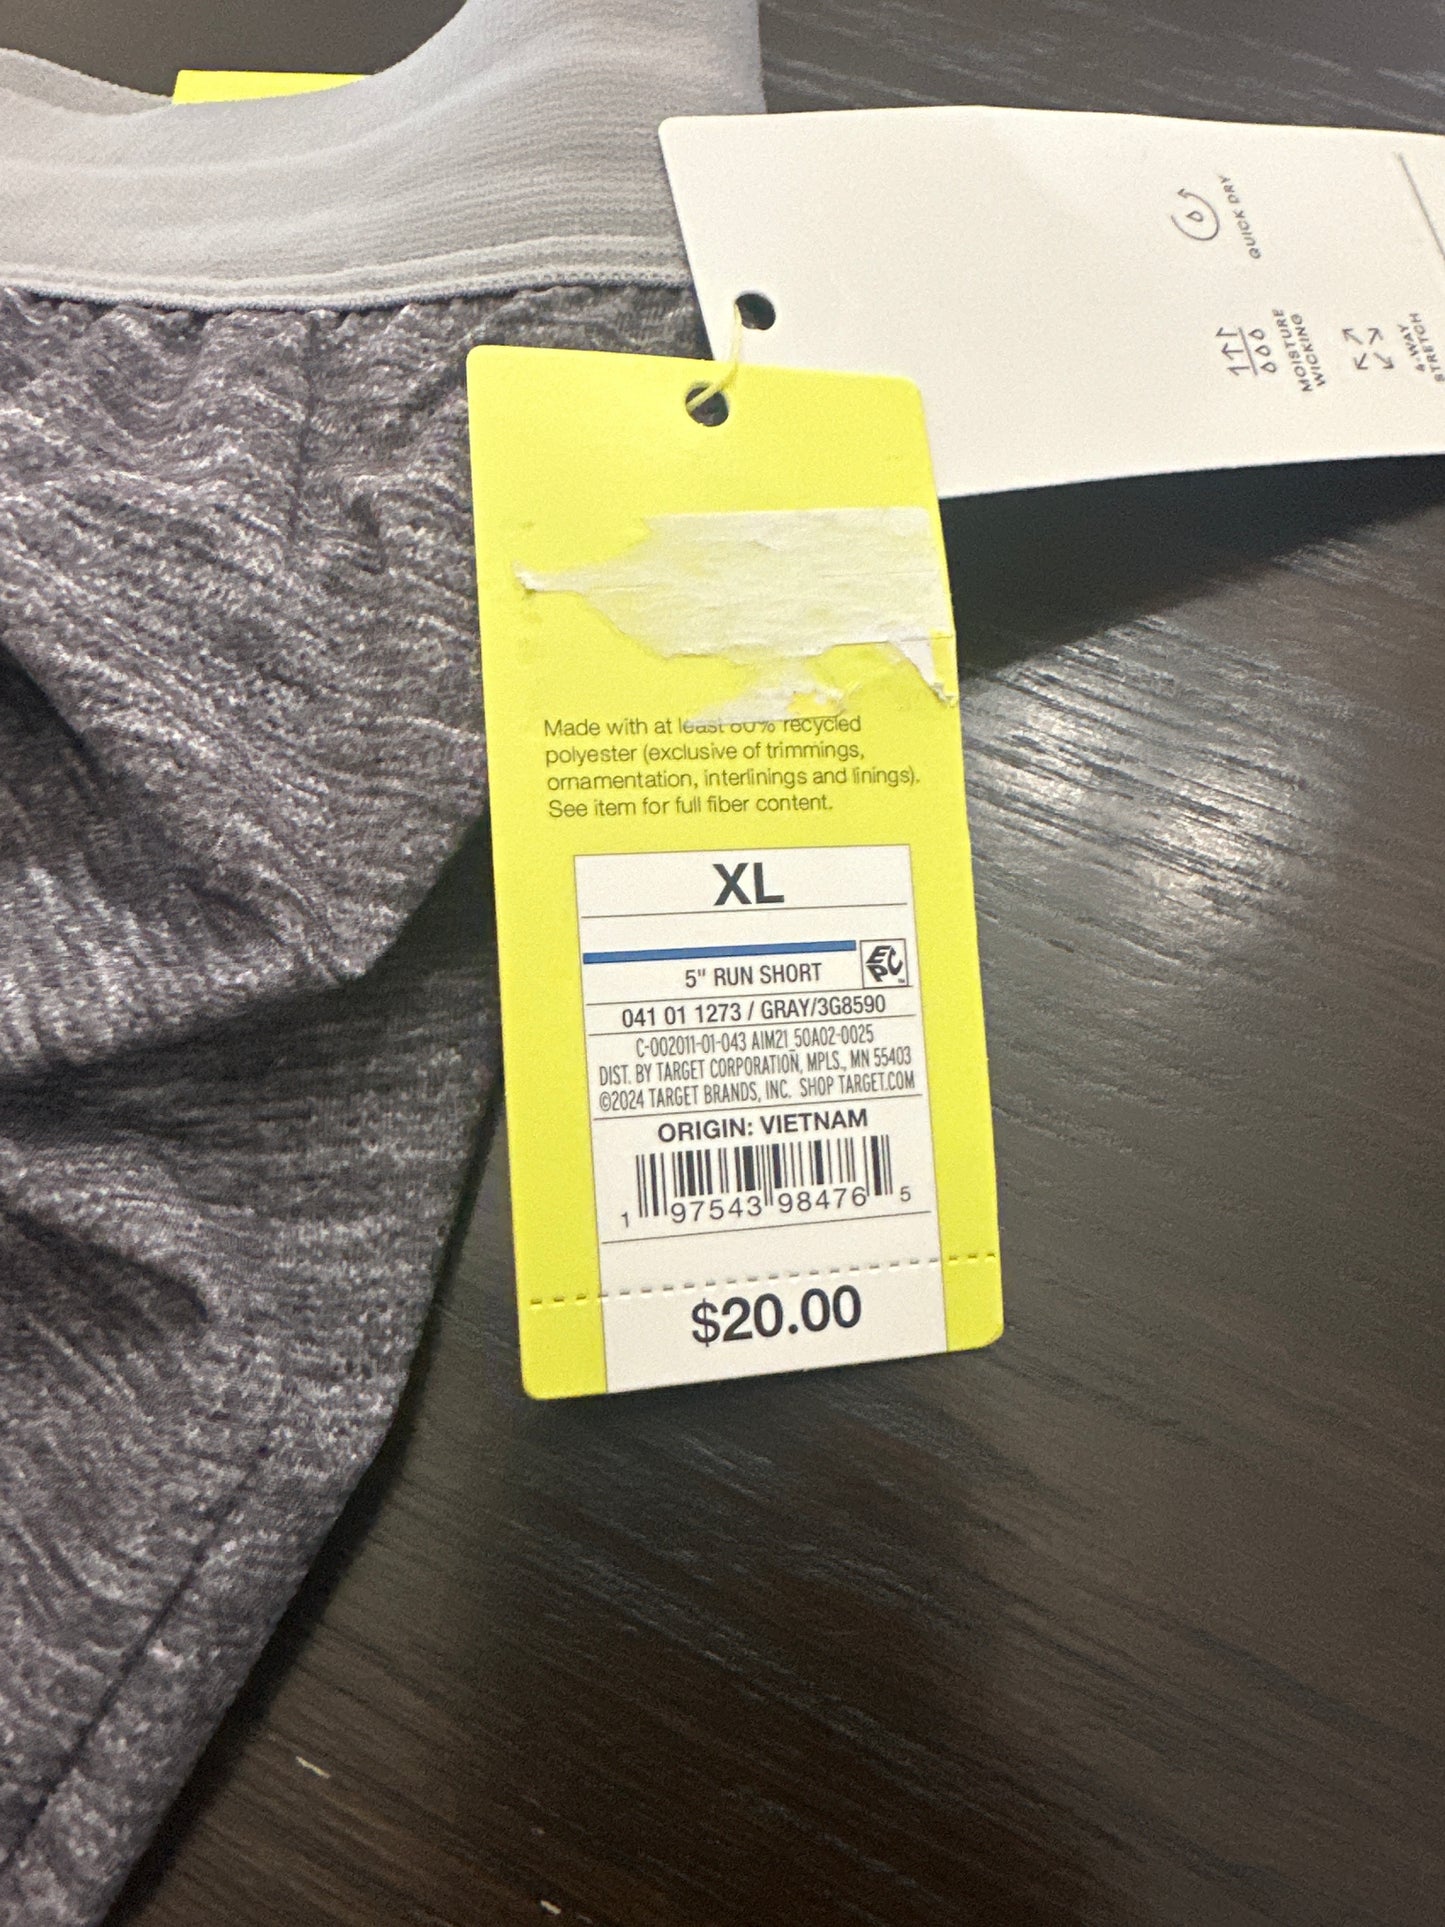 QUICK DRY
MOISTURE
WICKING
4-WAY
STRETCH
Made with at least 60% recycled
polyester (exclusive of trimmings,
ornamentation, interlinings and linings).
See item for full fiber content.
XL
EPC
5" RUN SHORT
041 01 1273 / GRAY/3G8590
C-002011-01-043 AIM21_50A02-0025
DIST. BY TARGET CORPORATION, MPLS., MN 55403
©2024 TARGET BRANDS, INC. SHOP TARGET.COM
ORIGIN: VIETNAM
1 97543 98476 5
$20.00